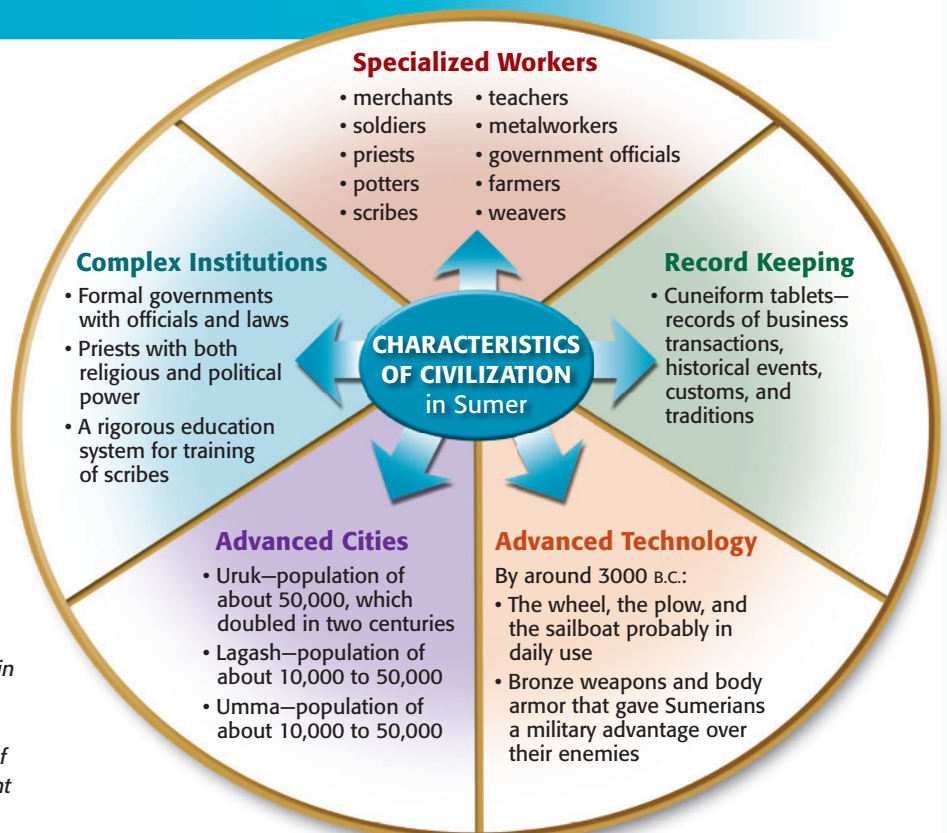 Specialized Workers
• merchants
• soldiers
• priests
• potters
• scribes
• teachers
• metalworkers
• government officials
• farmers
• weavers
Complex Institutions
• Formal governments
with officials and laws
• Priests with both
religious and political
power
• A rigorous education
system for training
of scribes
CHARACTERISTICS
OF CIVILIZATION
in Sumer
Record Keeping
• Cuneiform tablets—
records of business
transactions,
historical events,
customs, and
traditions
Advanced Cities
• Uruk—population of
about 50,000, which
doubled in two centuries
• Lagash—population of
about 10,000 to 50,000
• Umma—population of
about 10,000 to 50,000
Advanced Technology
By around 3000 B.C.:
• The wheel, the plow, and
the sailboat probably in
daily use
• Bronze weapons and body
armor that gave Sumerians
a military advantage over
their enemies
in